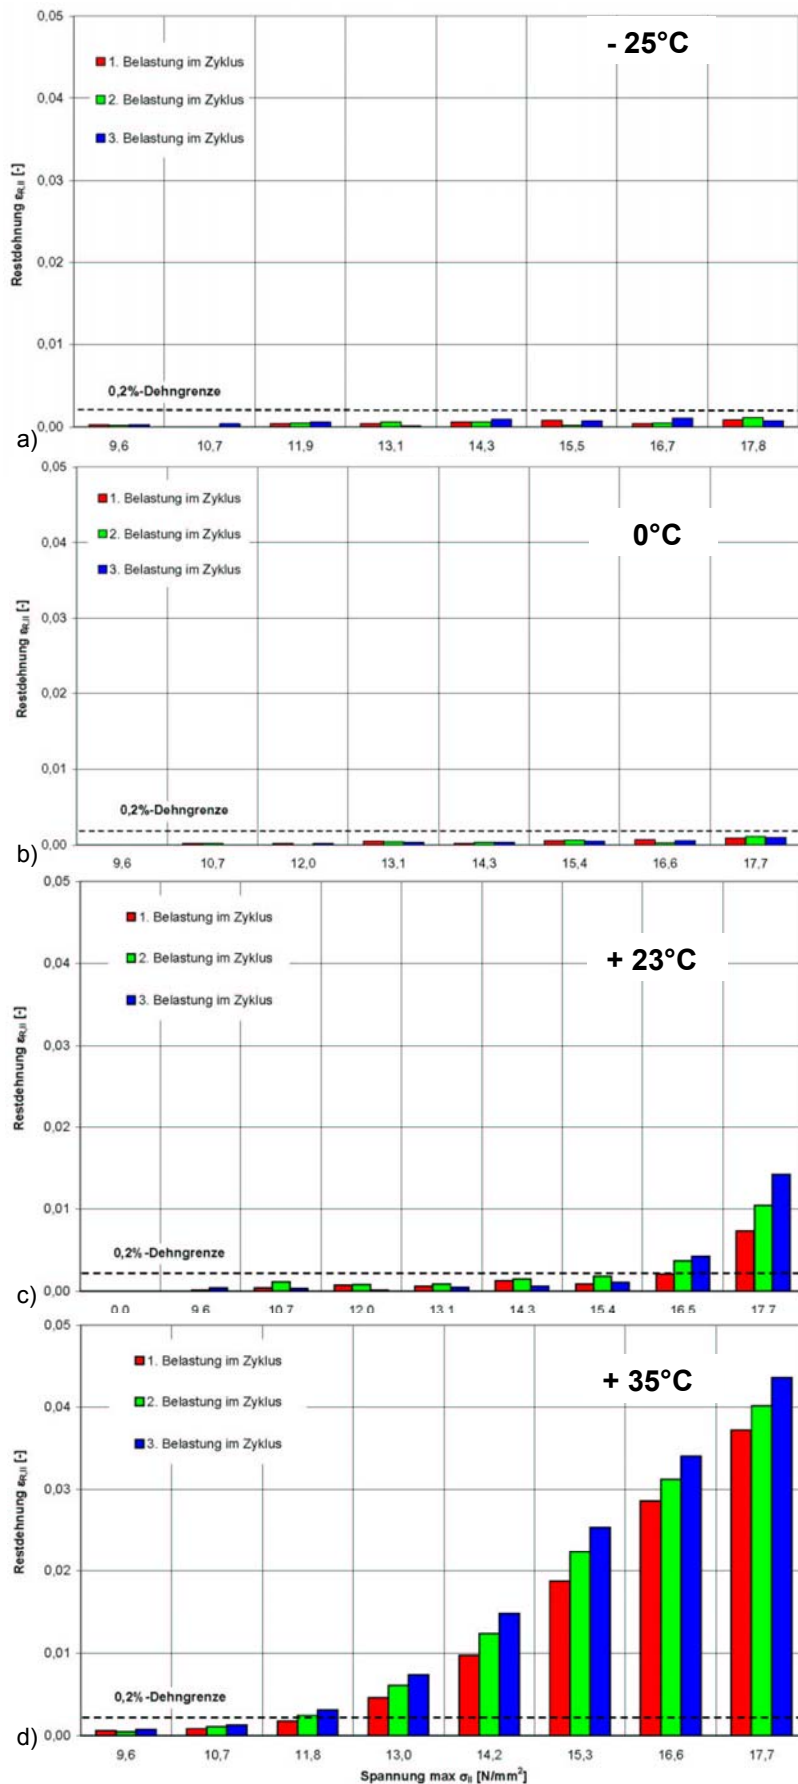 0,05
- 25°C
1. Belastung im Zyklus
0,04
2. Belastung im Zyklus
3. Belastung im Zyklus
0,03
Restdehnung εR,II [-]
0,02
0,01
0,2%-Dehngrenze
0,00
a)
9,6 10,7 11,9 13,1 14,3 15,5 16,7 17,8
0,05
1. Belastung im Zyklus
0°C
2. Belastung im Zyklus
0,04
3. Belastung im Zyklus
0,03
Restdehnung εR,II [-]
0,02
0,01
0,2%-Dehngrenze
0,00
b)
9,6 10,7 12,0 13,1 14,3 15,4 16,6 17,7
0,05
1. Belastung im Zyklus
+ 23°C
2. Belastung im Zyklus
0,04
3. Belastung im Zyklus
0,03
Restdehnung εR,II [-]
0,02
0,01
0,2%-Dehngrenze
0,00
c)
0,0 9,6 10,7 12,0 13,1 14,3 15,4 16,5 17,7
0,05
1. Belastung im Zyklus
+ 35°C
2. Belastung im Zyklus
0,04
3. Belastung im Zyklus
0,03
Restdehnung εR,II [-]
0,02
0,01
0,2%-Dehngrenze
0,00
d)
9,6 10,7 11,8 13,0 14,2 15,3 16,6 17,7
Spannung max σII [N/mm²]